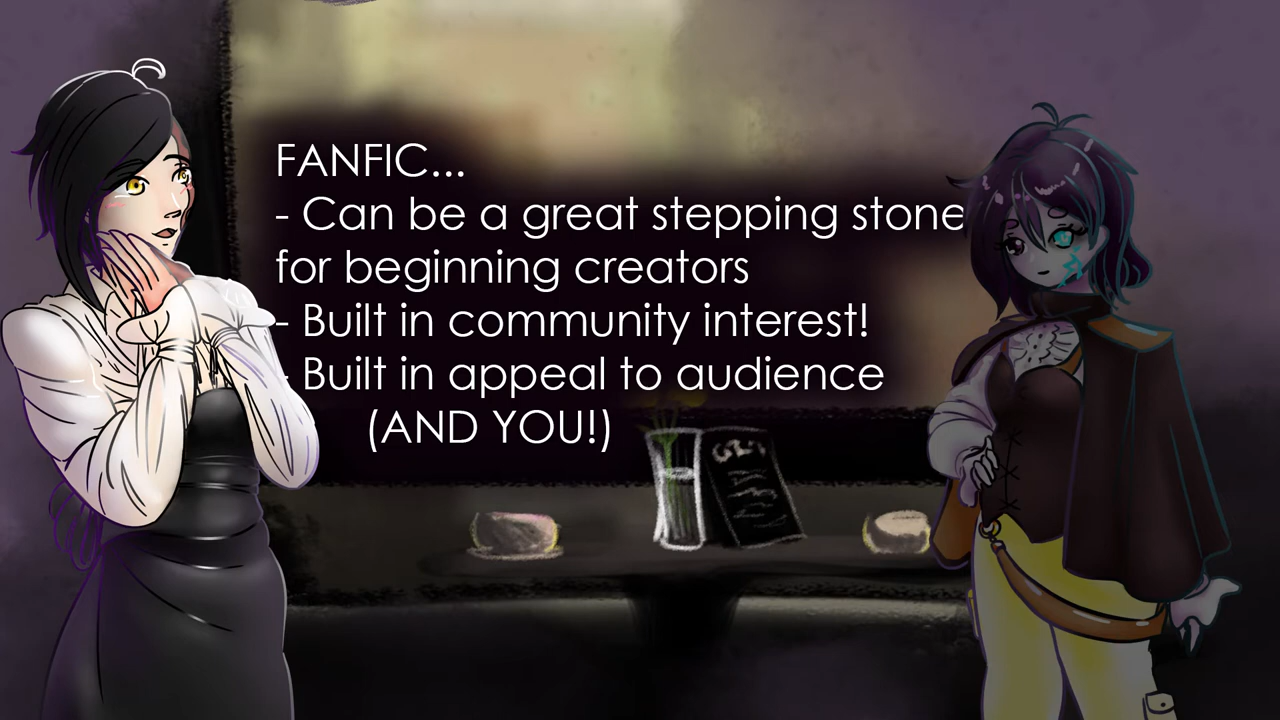 FANFIC...
- Can be a great stepping stone
for beginning creators
- Built in community interest!
- Built in appeal to audience
(AND YOU!)